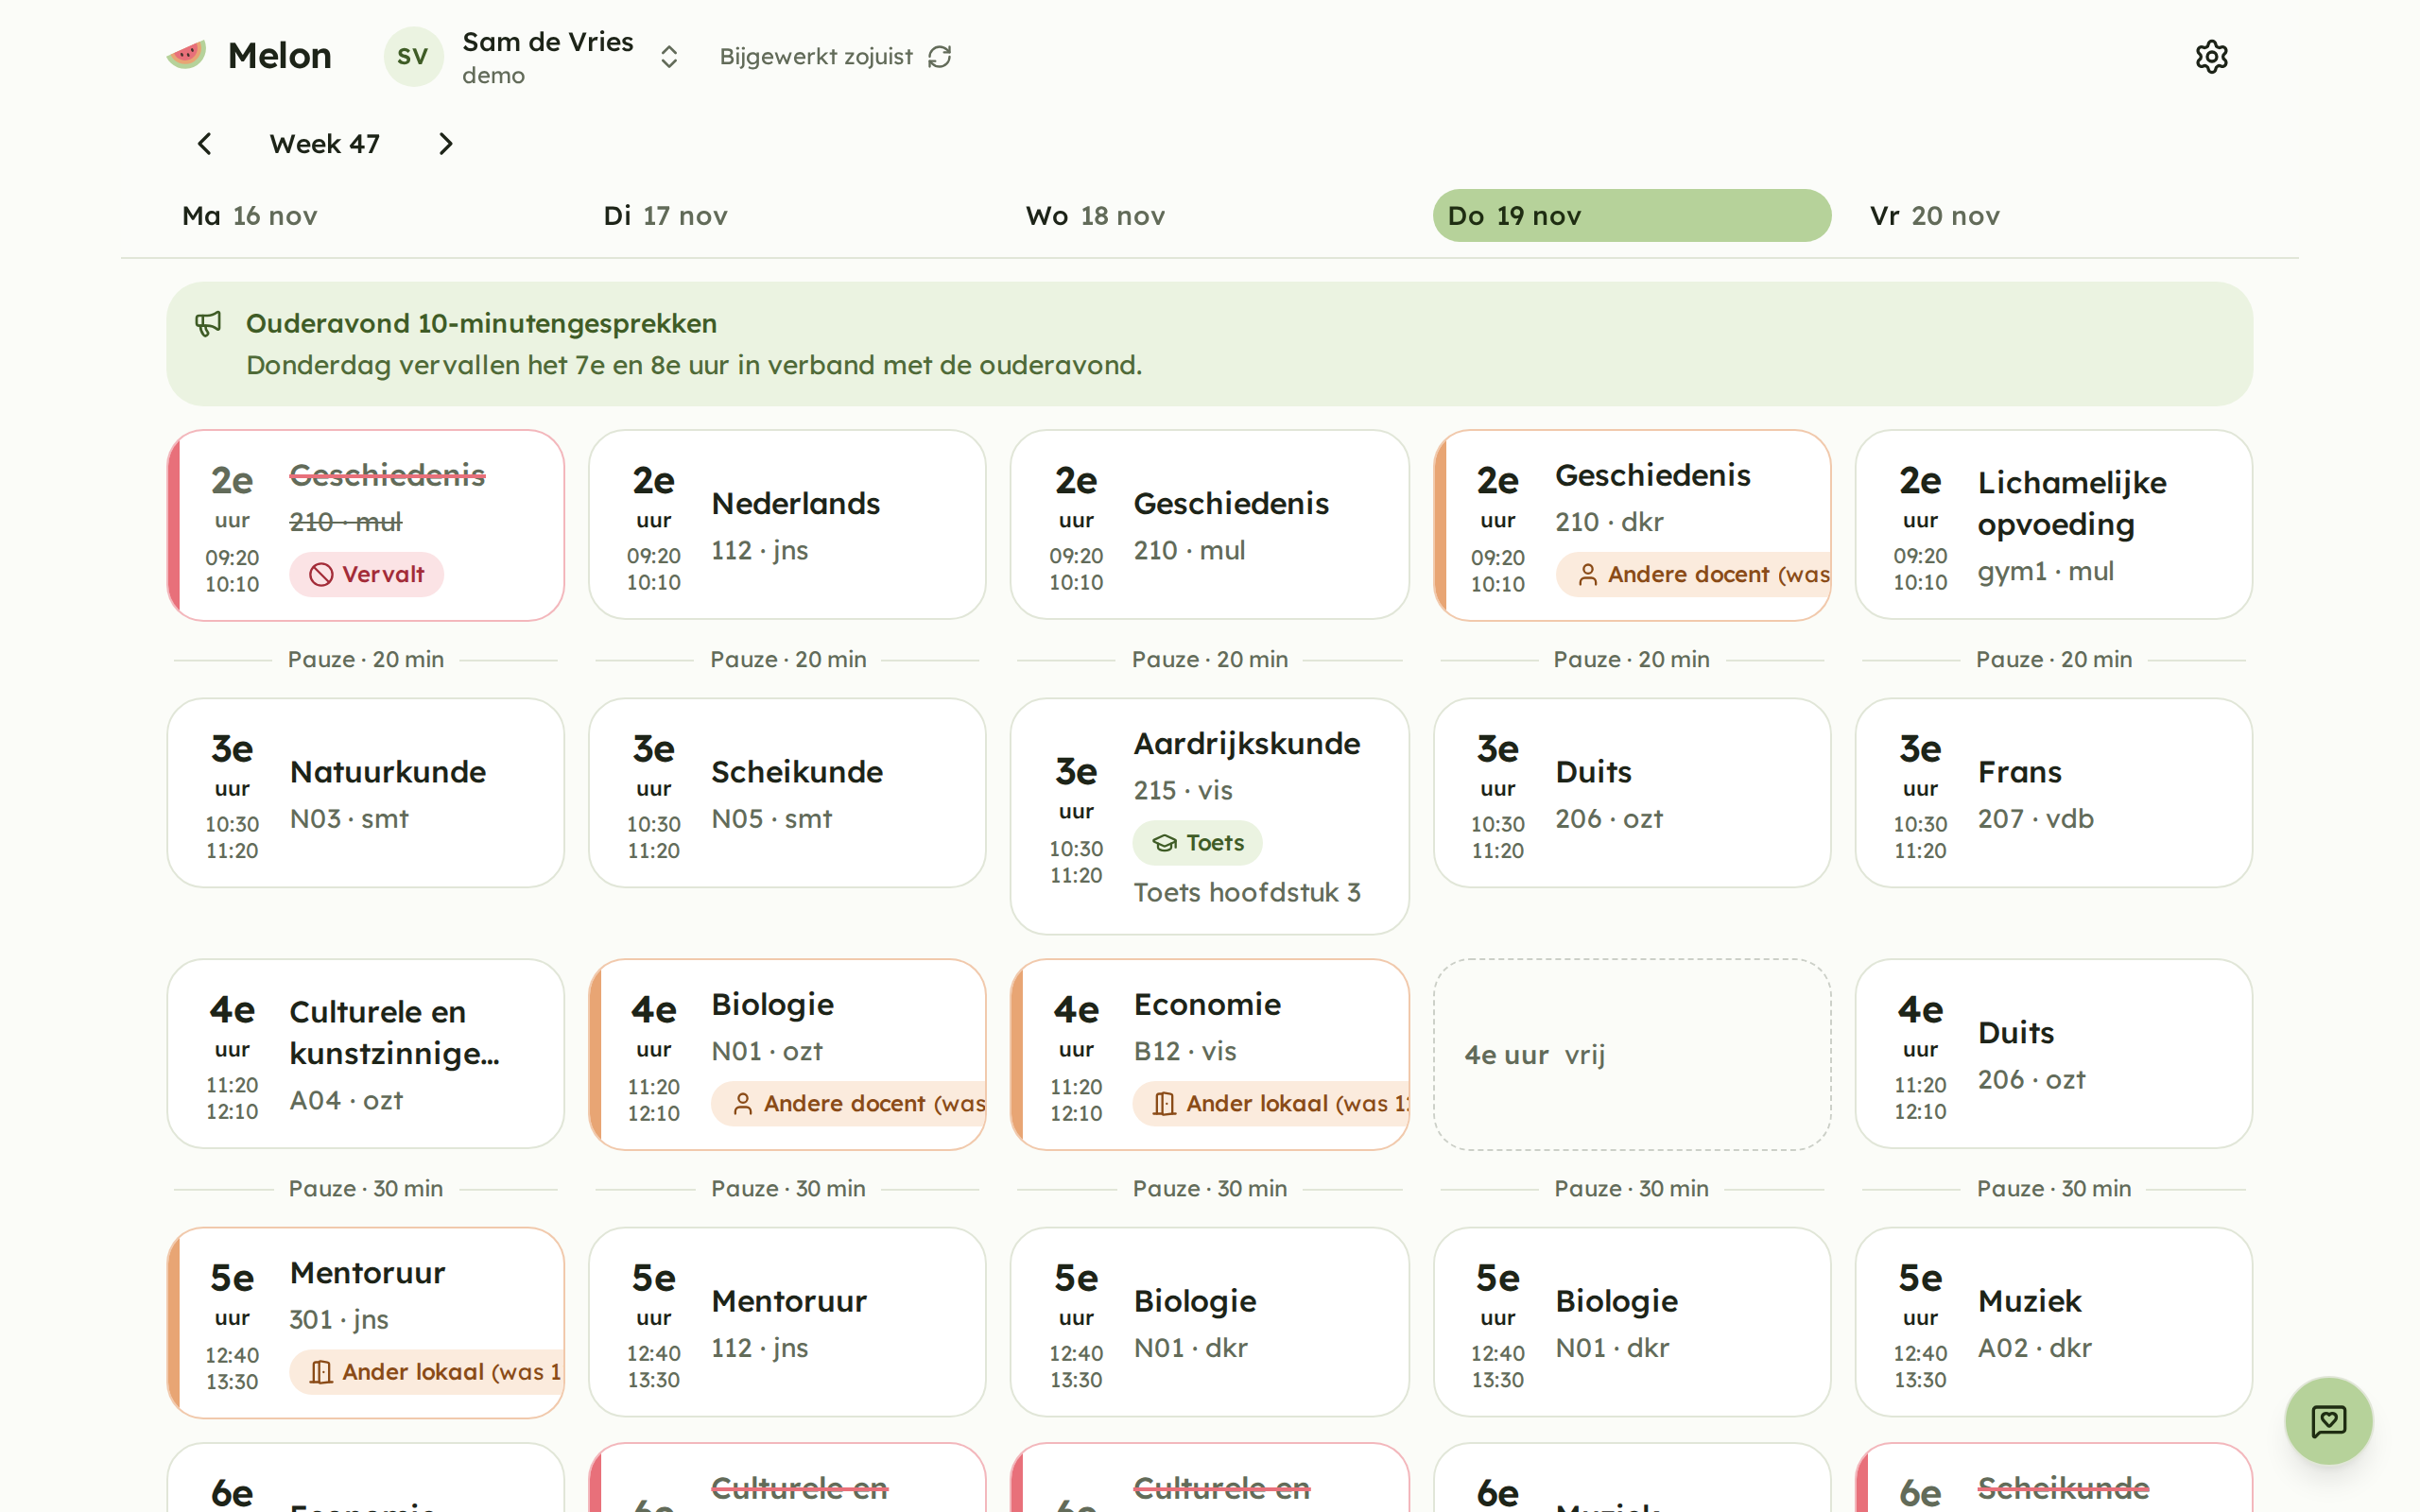 Melon
SV
Sam de Vries
demo
Bijgewerkt zojuist
Week 47
Ma 16 nov
Di 17 nov
Wo 18 nov
Do 19 nov
Vr 20 nov
Ouderavond 10-minutengesprekken
Donderdag vervallen het 7e en 8e uur in verband met de ouderavond.
2e
uur
09:20
10:10
Geschiedenis
210 · mul
Vervalt
2e
uur
09:20
10:10
Nederlands
112 · jns
2e
uur
09:20
10:10
Geschiedenis
210 · mul
2e
uur
09:20
10:10
Geschiedenis
210 · dkr
Andere docent (was
2e
uur
09:20
10:10
Lichamelijke
opvoeding
gym1 · mul
Pauze · 20 min
Pauze · 20 min
Pauze · 20 min
Pauze · 20 min
Pauze · 20 min
3e
uur
10:30
11:20
Natuurkunde
N03 · smt
3e
uur
10:30
11:20
Scheikunde
N05 · smt
3e
uur
10:30
11:20
Aardrijkskunde
215 · vis
Toets
Toets hoofdstuk 3
3e
uur
10:30
11:20
Duits
206 · ozt
3e
uur
10:30
11:20
Frans
207 · vdb
4e
uur
11:20
12:10
Culturele en
kunstzinnige...
A04 · ozt
4e
uur
11:20
12:10
Biologie
N01 · ozt
Andere docent (was
4e
uur
11:20
12:10
Economie
B12 · vis
Ander lokaal (was 1
4e uur vrij
4e
uur
11:20
12:10
Duits
206 · ozt
Pauze · 30 min
Pauze · 30 min
Pauze · 30 min
Pauze · 30 min
Pauze · 30 min
5e
uur
12:40
13:30
Mentoruur
301 · jns
Ander lokaal (was 1
5e
uur
12:40
13:30
Mentoruur
112 · jns
5e
uur
12:40
13:30
Biologie
N01 · dkr
5e
uur
12:40
13:30
Biologie
N01 · dkr
5e
uur
12:40
13:30
Muziek
A02 · dkr
6e
Economie
6e
Culturele en
6e
Culturele en
6e
Muziek
6e
Scheikunde